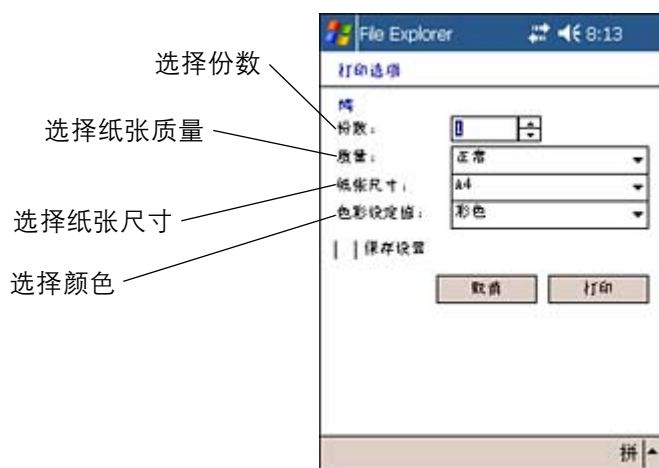 选择份数
选择纸张质量
选择纸张尺寸
选择颜色
File Explorer 8:13
打印选项
份数： 1
质量： 正常
纸张尺寸： A4
色彩设定值： 彩色
保存设置
取消 打印
拼